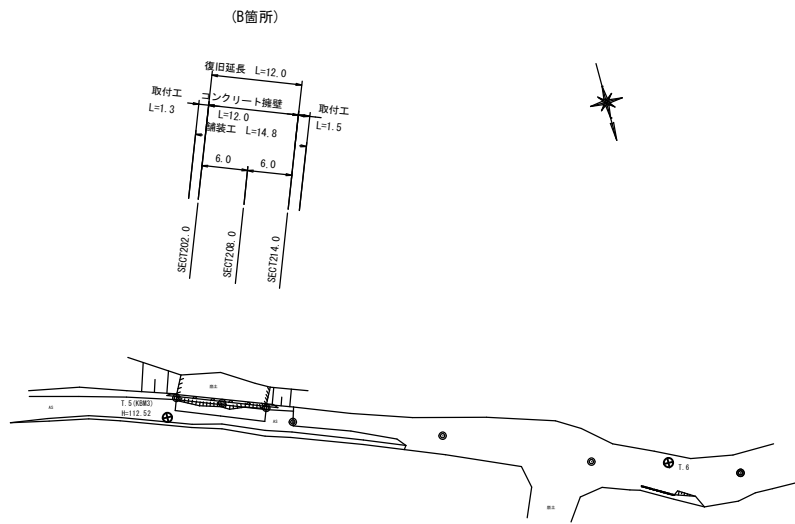 (B箇所)
復旧延長 L=12.0
取付工
L=1.3
コンクリート擁壁
L=12.0
取付工
L=1.5
舗装工 L=14.8
6.0
6.0
SECT202.0
SECT208.0
SECT214.0
T.5(KBM3)
H=112.52
AS
AS
T.6